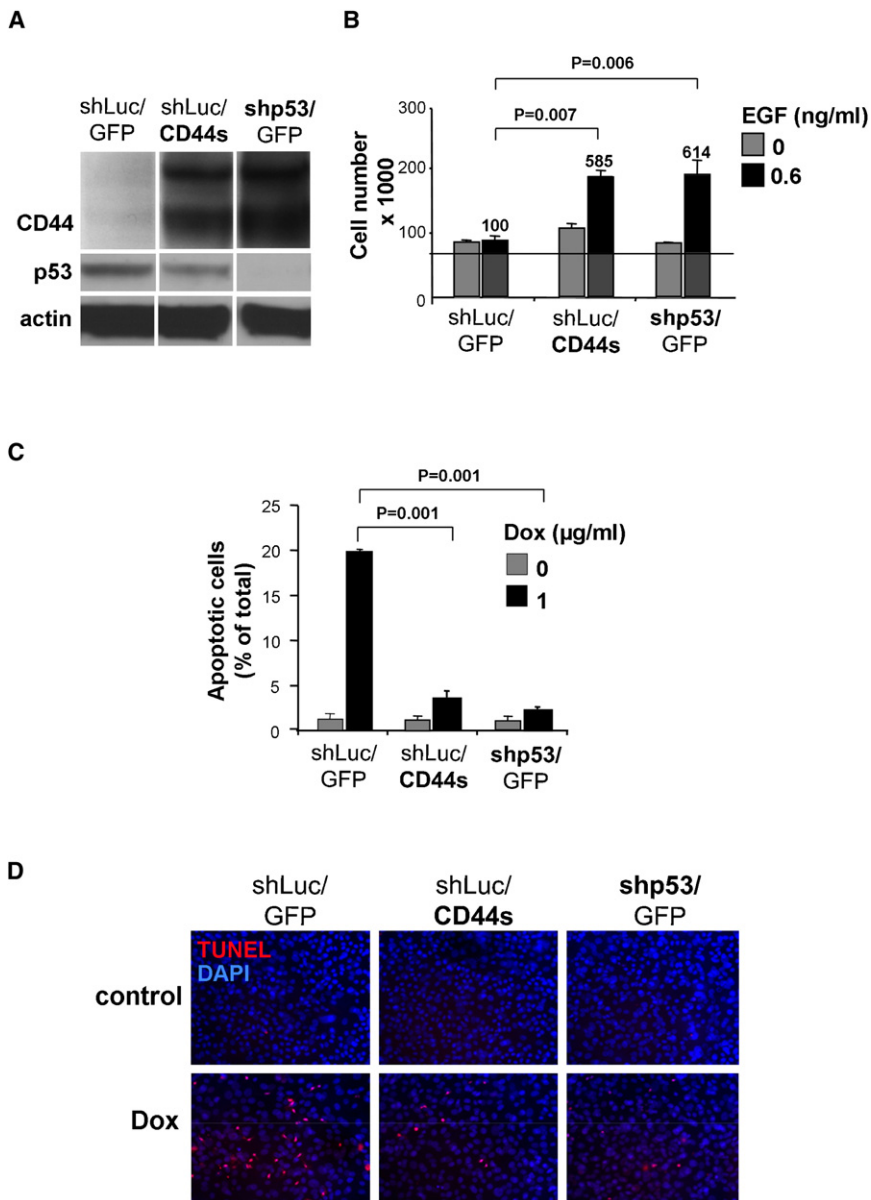 A
shLuc/ shLuc/ shp53/
GFP CD44s GFP
CD44
p53
actin
B
P=0.006
P=0.007
300
200
100
0
Cell number
x 1000
100
585
614
EGF (ng/ml)
0
0.6
shLuc/ shLuc/ shp53/
GFP CD44s GFP
C
P=0.001
P=0.001
25
20
15
10
5
0
Apoptotic cells
(% of total)
Dox (µg/ml)
0
1
shLuc/ shLuc/ shp53/
GFP CD44s GFP
D
shLuc/ shLuc/ shp53/
GFP CD44s GFP
TUNEL
DAPI
control
Dox